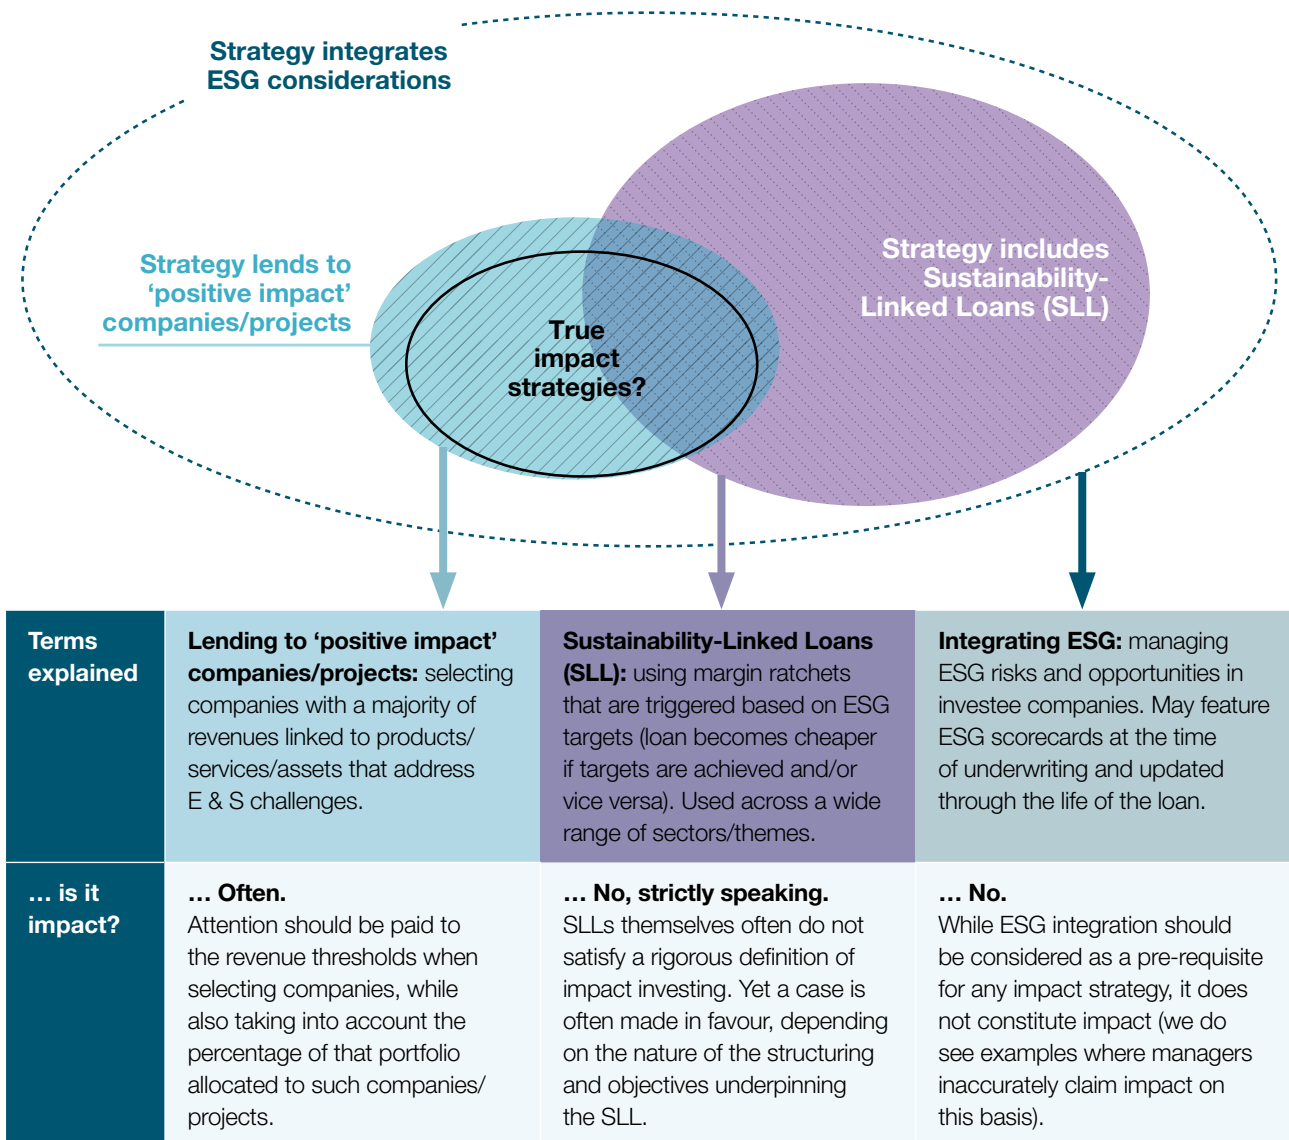 Strategy integrates
ESG considerations
Strategy lends to
‘positive impact’
companies/projects
True
impact
strategies?
Strategy includes
Sustainability-
Linked Loans (SLL)
Terms
explained
Lending to ‘positive impact’
companies/projects: selecting
companies with a majority of
revenues linked to products/
services/assets that address
E & S challenges.
Sustainability-Linked Loans
(SLL): using margin ratchets
that are triggered based on ESG
targets (loan becomes cheaper
if targets are achieved and/or
vice versa). Used across a wide
range of sectors/themes.
Integrating ESG: managing
ESG risks and opportunities in
investee companies. May feature
ESG scorecards at the time
of underwriting and updated
through the life of the loan.
... is it
impact?
... Often.
Attention should be paid to
the revenue thresholds when
selecting companies, while
also taking into account the
percentage of that portfolio
allocated to such companies/
projects.
... No, strictly speaking.
SLLs themselves often do not
satisfy a rigorous definition of
impact investing. Yet a case is
often made in favour, depending
on the nature of the structuring
and objectives underpinning
the SLL.
... No.
While ESG integration should
be considered as a pre-requisite
for any impact strategy, it does
not constitute impact (we do
see examples where managers
inaccurately claim impact on
this basis).